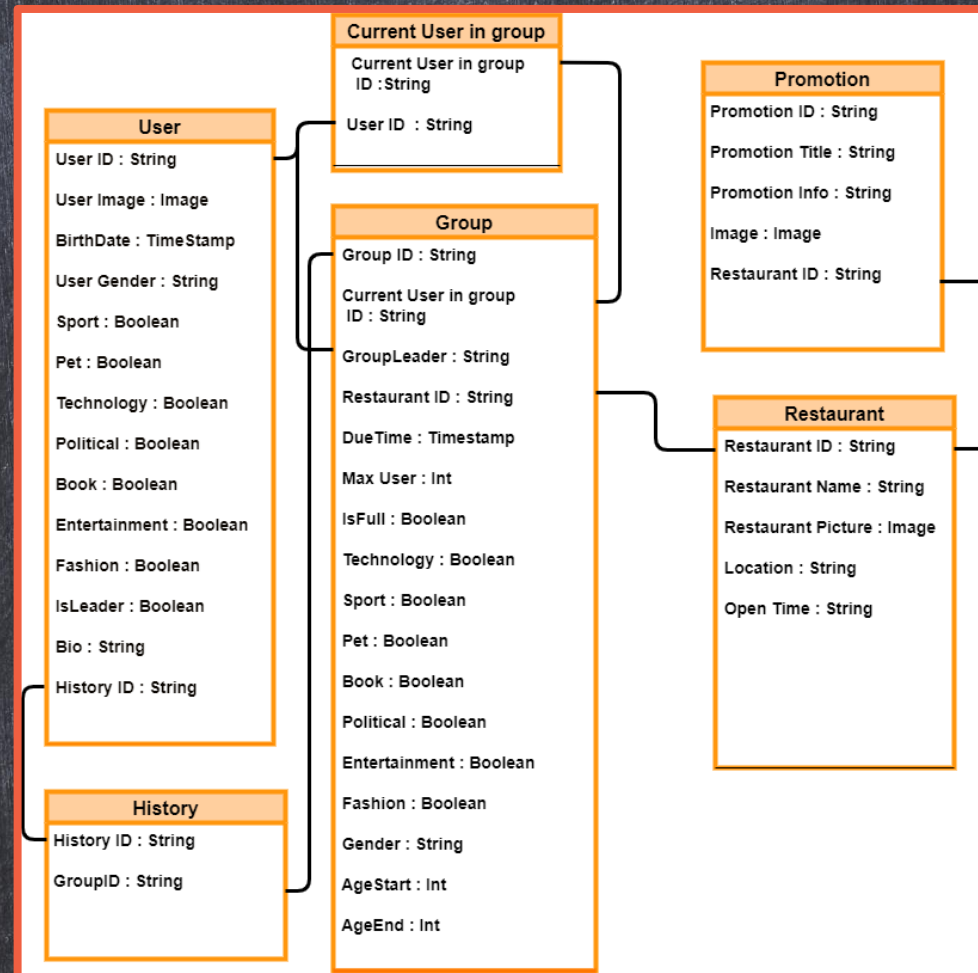 Current User in group
Current User in group
ID :String
User ID : String
User
User ID : String
User Image : Image
BirthDate : TimeStamp
User Gender : String
Sport : Boolean
Pet : Boolean
Technology : Boolean
Political : Boolean
Book : Boolean
Entertainment : Boolean
Fashion : Boolean
IsLeader : Boolean
Bio : String
History ID : String
History
History ID : String
GroupID : String
Group
Group ID : String
Current User in group
ID : String
GroupLeader : String
Restaurant ID : String
DueTime : Timestamp
Max User : Int
IsFull : Boolean
Technology : Boolean
Sport : Boolean
Pet : Boolean
Book : Boolean
Political : Boolean
Entertainment : Boolean
Fashion : Boolean
Gender : String
AgeStart : Int
AgeEnd : Int
Promotion
Promotion ID : String
Promotion Title : String
Promotion Info : String
Image : Image
Restaurant ID : String
Restaurant
Restaurant ID : String
Restaurant Name : String
Restaurant Picture : Image
Location : String
Open Time : String